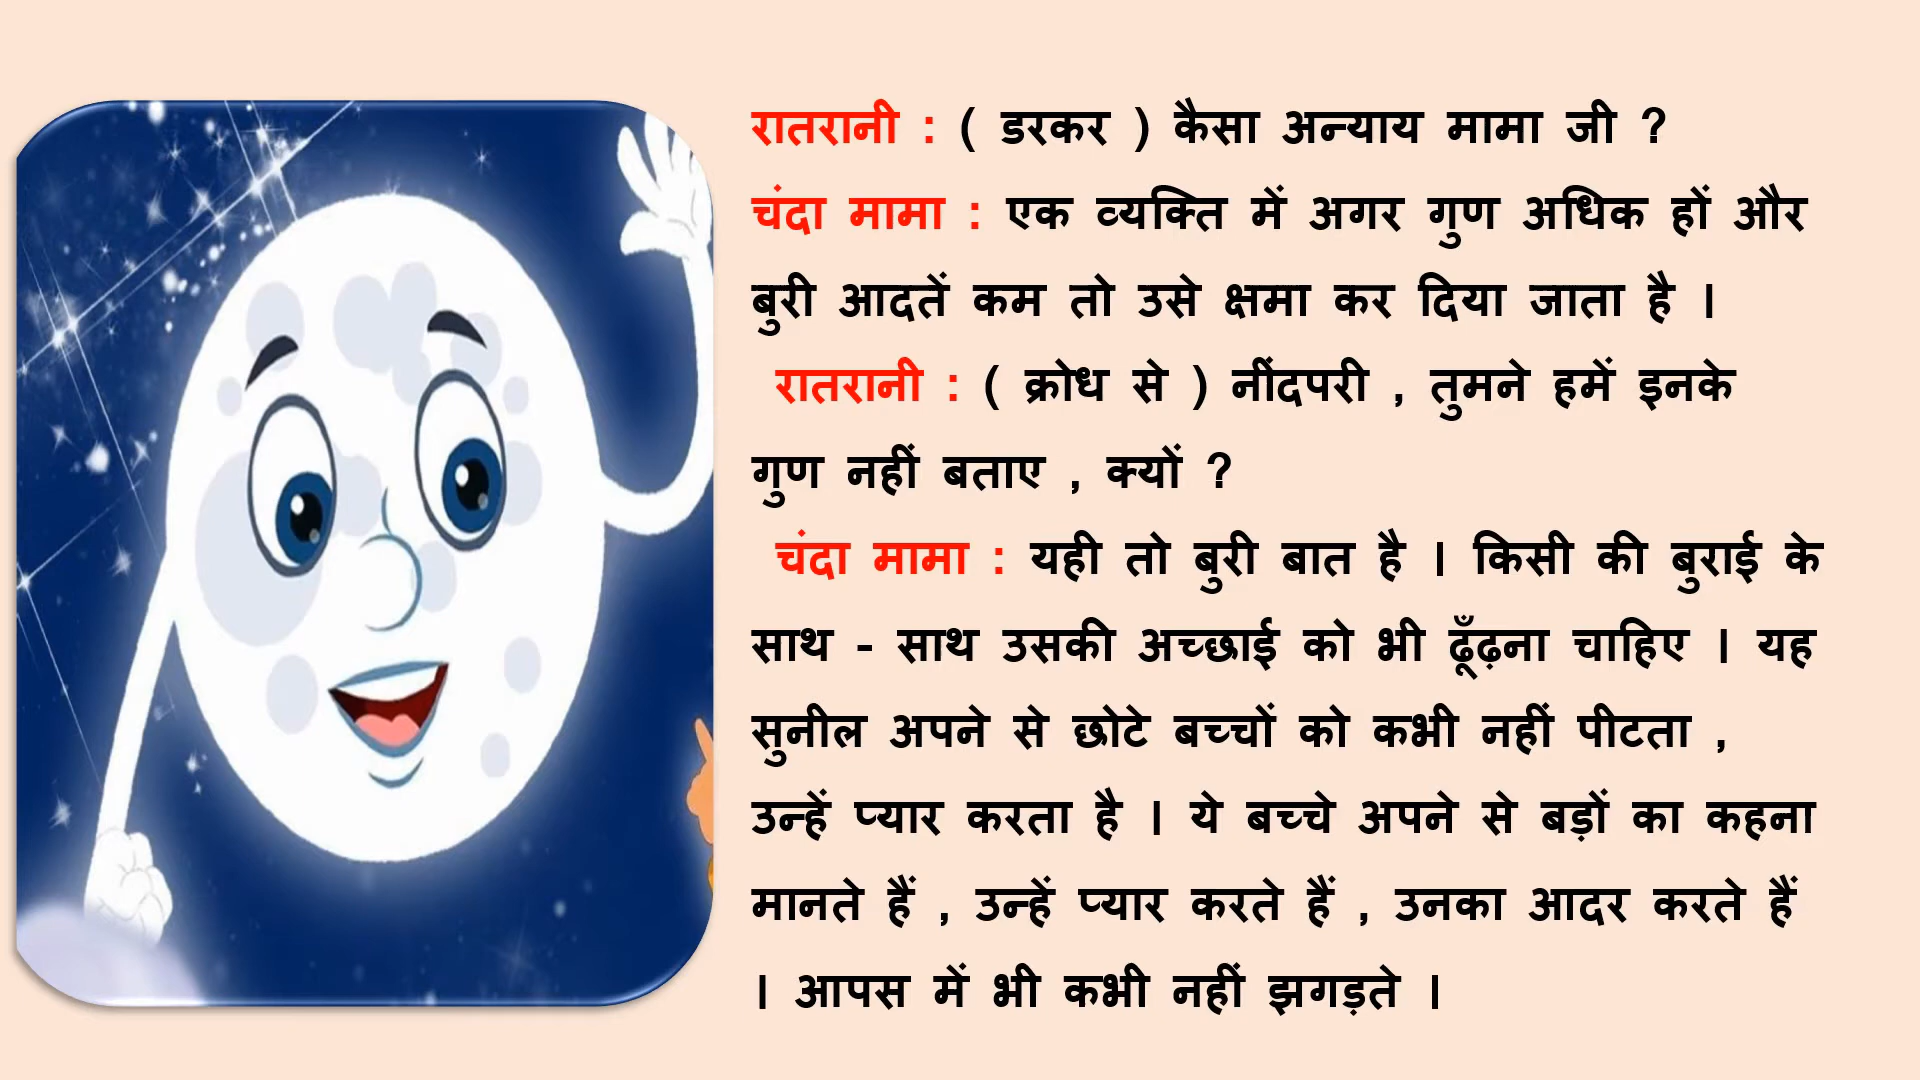 रातरानी : ( डरकर ) कैसा अन्याय मामा जी ?
चंदा मामा : एक व्यक्ति में अगर गुण अधिक हों और
बुरी आदतें कम तो उसे क्षमा कर दिया जाता है ।
रातरानी : ( क्रोध से ) नींदपरी , तुमने हमें इनके
गुण नहीं बताए , क्यों ?
चंदा मामा : यही तो बुरी बात है । किसी की बुराई के
साथ - साथ उसकी अच्छाई को भी ढूँढ़ना चाहिए । यह
सुनील अपने से छोटे बच्चों को कभी नहीं पीटता ,
उन्हें प्यार करता है । ये बच्चे अपने से बड़ों का कहना
मानते हैं , उन्हें प्यार करते हैं , उनका आदर करते हैं
। आपस में भी कभी नहीं झगड़ते ।